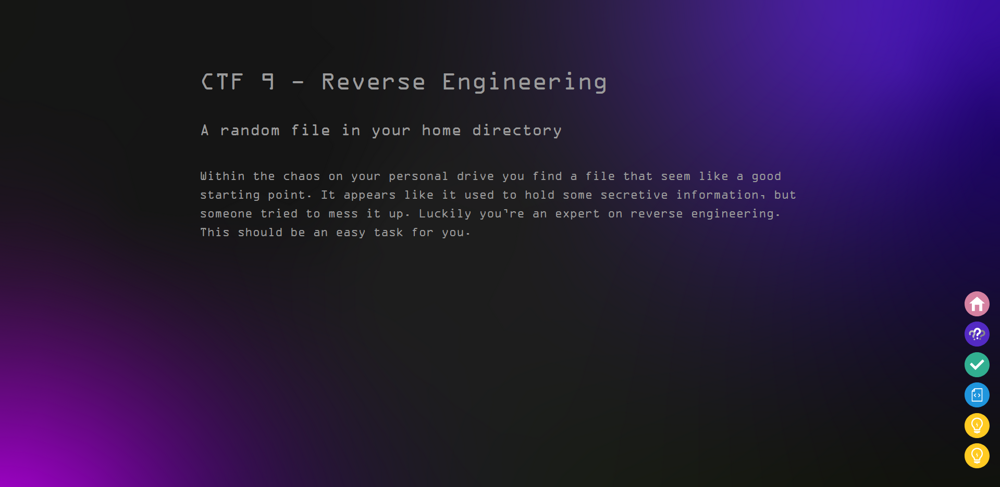 CTF 9 - Reverse Engineering
A random file in your home directory
Within the chaos on your personal drive you find a file that seem like a good
starting point. It appears like it used to hold some secretive information, but
someone tried to mess it up. Luckily you're an expert on reverse engineering.
This should be an easy task for you.